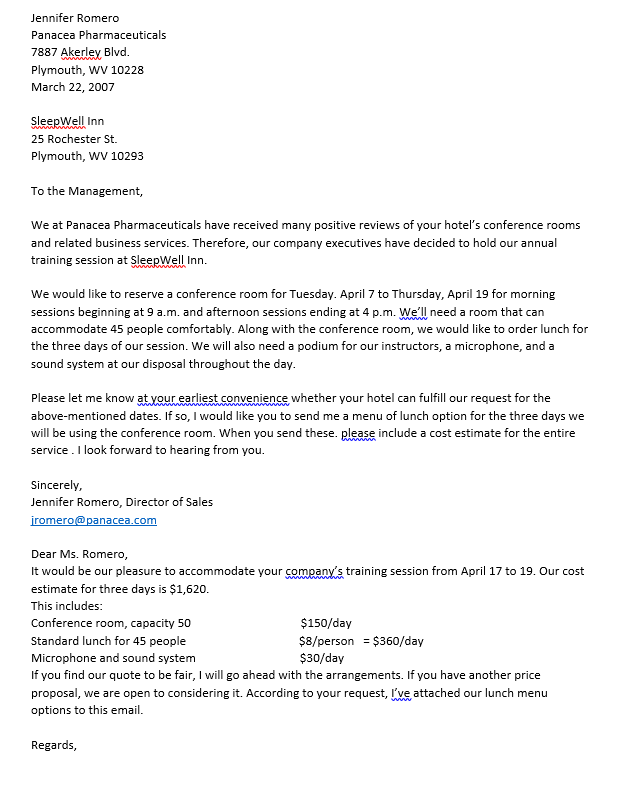 Jennifer Romero
Panacea Pharmaceuticals
7887 Akerley Blvd.
Plymouth, WV 10228
March 22, 2007
SleepWell Inn
25 Rochester St.
Plymouth, WV 10293
To the Management,
We at Panacea Pharmaceuticals have received many positive reviews of your hotel’s conference rooms
and related business services. Therefore, our company executives have decided to hold our annual
training session at SleepWell Inn.
We would like to reserve a conference room for Tuesday. April 7 to Thursday, April 19 for morning
sessions beginning at 9 a.m. and afternoon sessions ending at 4 p.m. We’ll need a room that can
accommodate 45 people comfortably. Along with the conference room, we would like to order lunch for
the three days of our session. We will also need a podium for our instructors, a microphone, and a
sound system at our disposal throughout the day.
Please let me know at your earliest convenience whether your hotel can fulfill our request for the
above-mentioned dates. If so, I would like you to send me a menu of lunch option for the three days we
will be using the conference room. When you send these. please include a cost estimate for the entire
service . I look forward to hearing from you.
Sincerely,
Jennifer Romero, Director of Sales
jromero@panacea.com
Dear Ms. Romero,
It would be our pleasure to accommodate your company’s training session from April 17 to 19. Our cost
estimate for three days is $1,620.
This includes:
Conference room, capacity 50 $150/day
Standard lunch for 45 people $8/person = $360/day
Microphone and sound system $30/day
If you find our quote to be fair, I will go ahead with the arrangements. If you have another price
proposal, we are open to considering it. According to your request, I’ve attached our lunch menu
options to this email.
Regards,